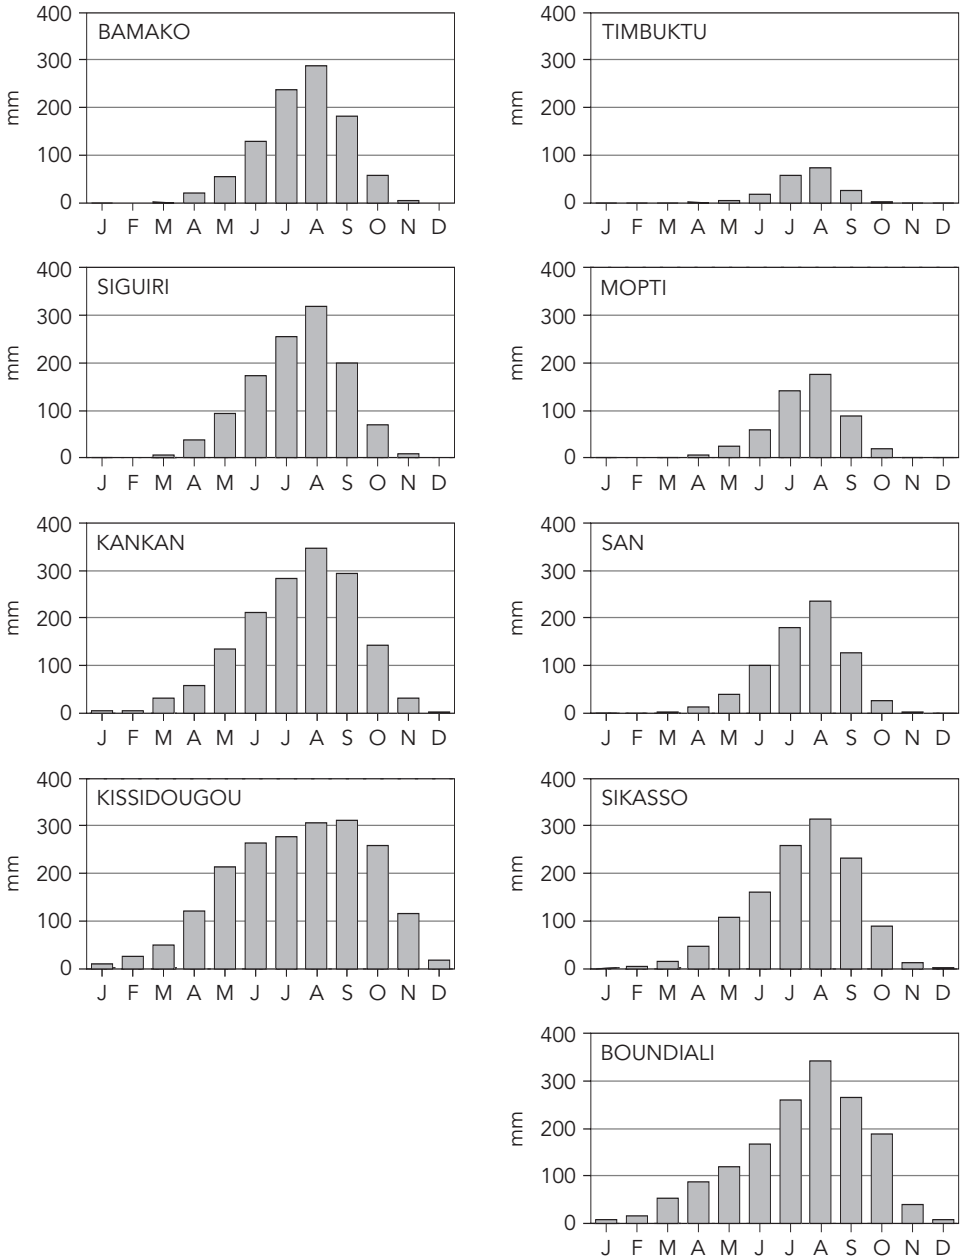 400
BAMAKO
300
mm
200
100
0
J F M A M J J A S O N D
400
TIMBUKTU
300
mm
200
100
0
J F M A M J J A S O N D
400
SIGUIRI
300
mm
200
100
0
J F M A M J J A S O N D
400
MOPTI
300
mm
200
100
0
J F M A M J J A S O N D
400
KANKAN
300
mm
200
100
0
J F M A M J J A S O N D
400
SAN
300
mm
200
100
0
J F M A M J J A S O N D
400
KISSIDOUGOU
300
mm
200
100
0
J F M A M J J A S O N D
400
SIKASSO
300
mm
200
100
0
J F M A M J J A S O N D
400
BOUNDIALI
300
mm
200
100
0
J F M A M J J A S O N D